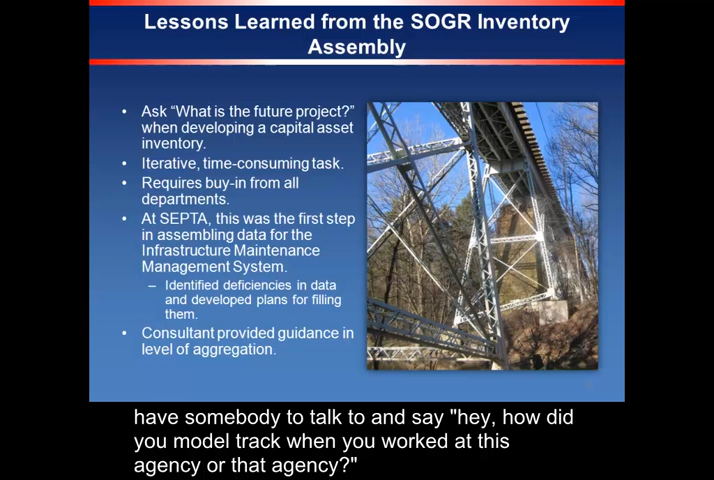 Lessons Learned from the SOGR Inventory
Assembly
• Ask “What is the future project?”
when developing a capital asset
inventory.
• Iterative, time-consuming task.
• Requires buy-in from all
departments.
• At SEPTA, this was the first step
in assembling data for the
Infrastructure Maintenance
Management System.
– Identified deficiencies in data
and developed plans for filling
them.
• Consultant provided guidance in
level of aggregation.
have somebody to talk to and say "hey, how did
you model track when you worked at this
agency or that agency?"